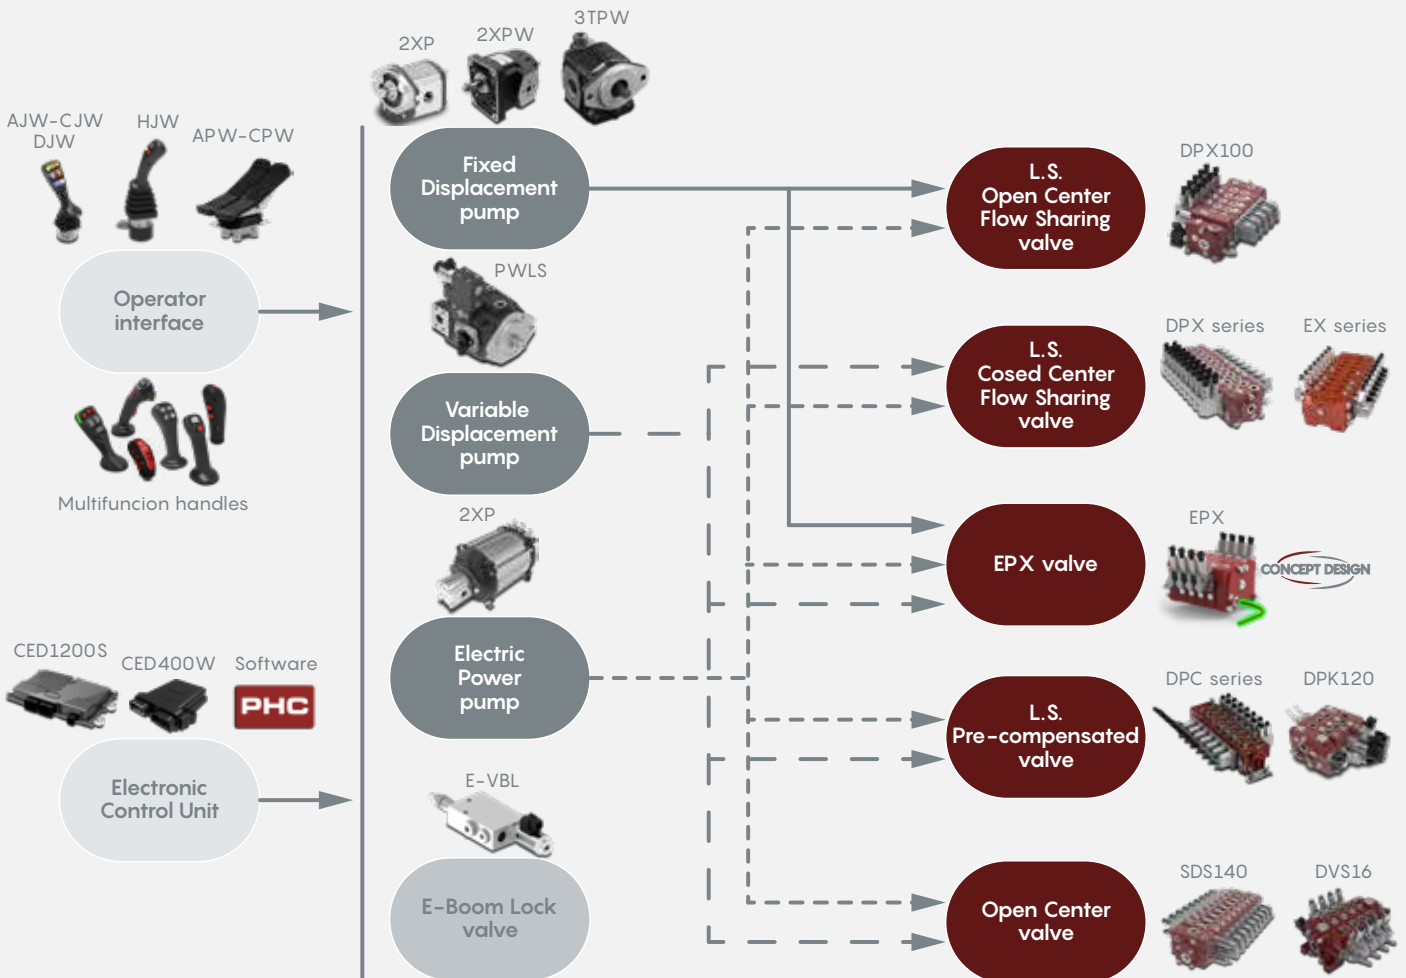 3TPW
2XPW
2XP
AJW-CJW
DJW
HJW
APW-CPW
Fixed
Displacement
pump
L.S.
Open Center
Flow Sharing
valve
DPX100
Operator
interface
PWLS
Variable
Displacement
pump
L.S.
Cosed Center
Flow Sharing
valve
DPX series
EX series
Multifuncion handles
2XP
EPX valve
EPX
CONCEPT DESIGN
CED1200S
CED400W
Software
PHC
Electric
Power
pump
L.S.
Pre-compensated
valve
DPC series
DPK120
Electronic
Control Unit
E-VBL
E-Boom Lock
valve
Open Center
valve
SDS140
DVS16